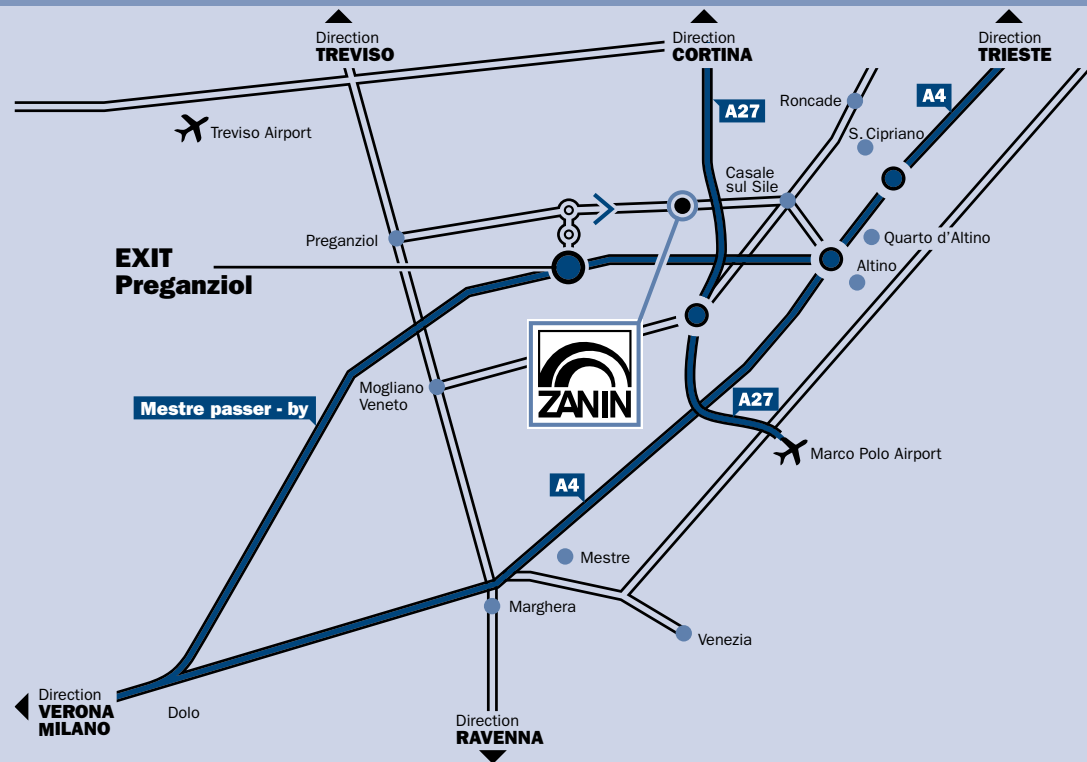 Direction
TREVISO
Direction
CORTINA
Direction
TRIESTE
A27
A4
Roncade
S. Cipriano
Treviso Airport
Casale
sul Sile
Preganziol
Quarto d'Altino
EXIT
Preganziol
Altino
ZANIN
Mogliano
Veneto
A27
Mestre passer - by
Marco Polo Airport
A4
Mestre
Marghera
Venezia
Direction
VERONA
MILANO
Dolo
Direction
RAVENNA